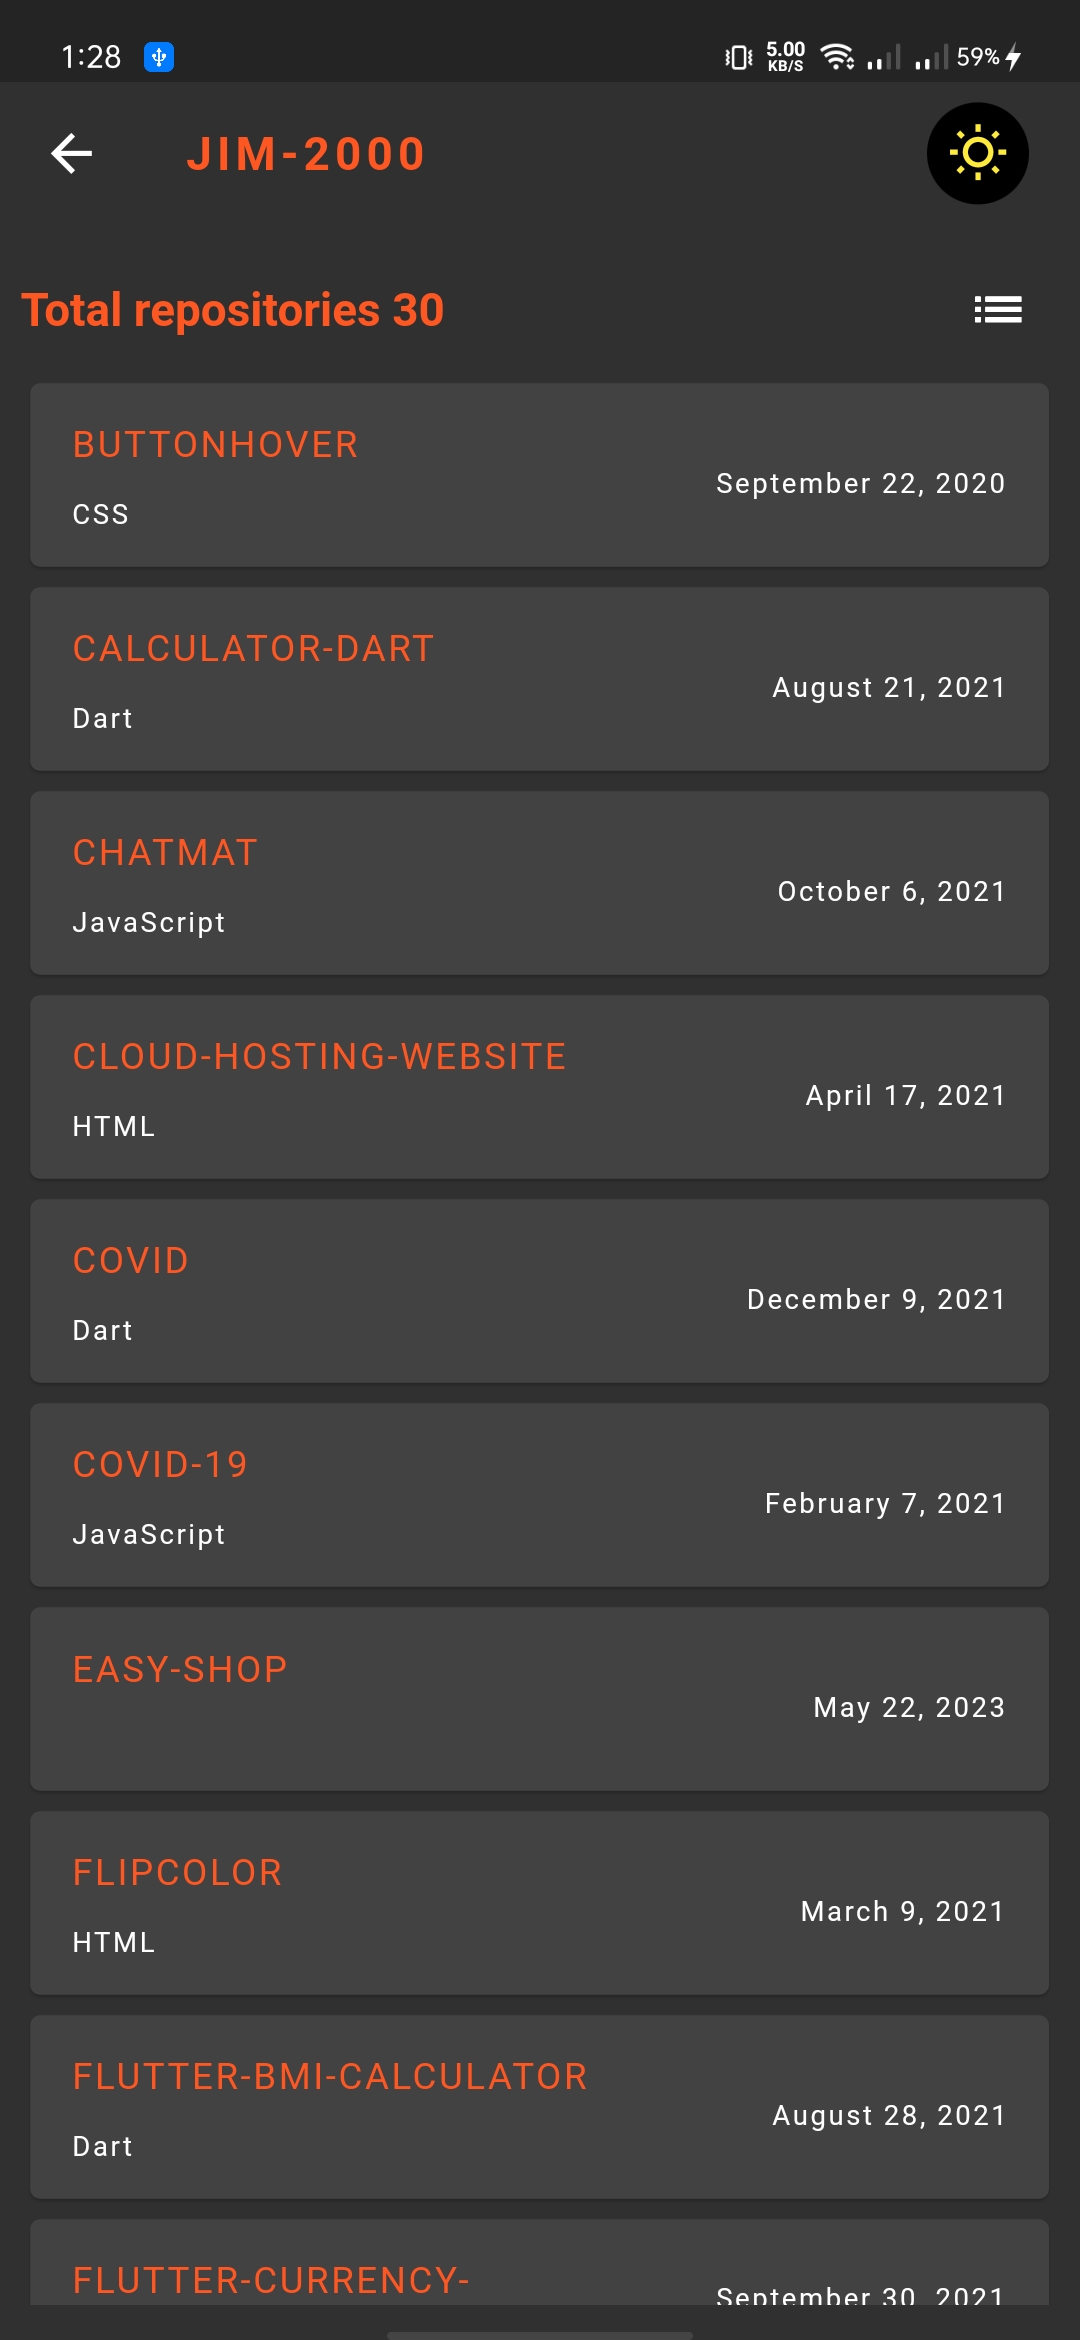 1:28
5.00
KB/S
59%
JIM-2000
Total repositories 30
BUTTONHOVER
September 22, 2020
CSS
CALCULATOR-DART
August 21, 2021
Dart
CHATMAT
October 6, 2021
JavaScript
CLOUD-HOSTING-WEBSITE
April 17, 2021
HTML
COVID
December 9, 2021
Dart
COVID-19
February 7, 2021
JavaScript
EASY-SHOP
May 22, 2023
FLIPCOLOR
March 9, 2021
HTML
FLUTTER-BMI-CALCULATOR
August 28, 2021
Dart
FLUTTER-CURRENCY-
September 30, 2021